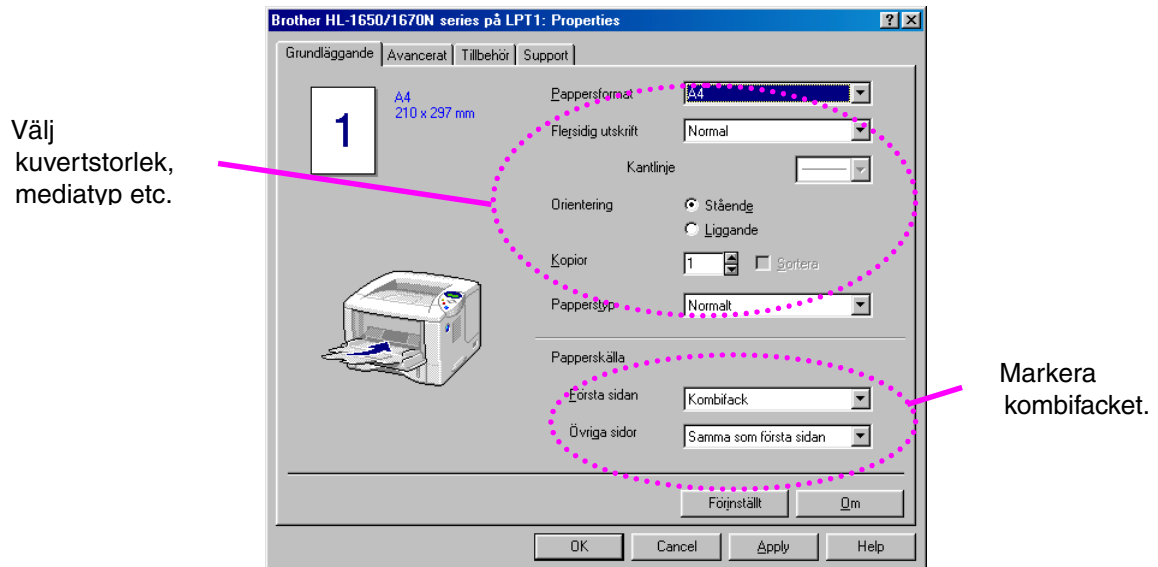 Brother HL-1650/1670N series på LPT1: Properties
Grundläggande Avancerat Tillbehör Support
1
A4
210 x 297 mm
Pappersformat A4
Flersidig utskrift Normal
Kantlinje
Orientering Stående
Liggande
Kopior 1 Sortera
Papperstyp Normalt
Papperskälla
Första sidan Kombifack
Övriga sidor Samma som första sidan
Förinställt Om
OK Cancel Apply Help
Välj
kuvertstorlek,
mediatyp etc.
Markera
kombifacket.